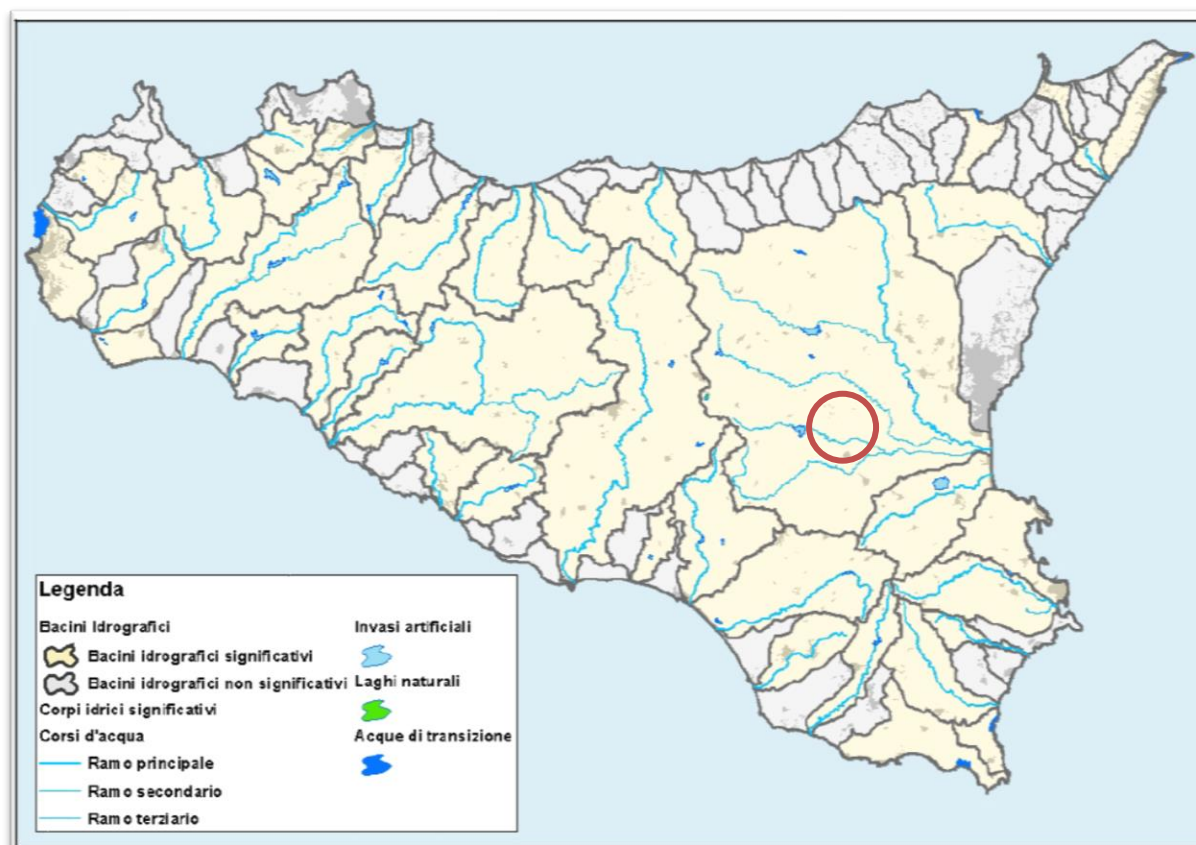 Legenda
Bacini Idrografici
Bacini idrografici significativi
Bacini idrografici non significativi
Corpi idrici significativi
Corsi d'acqua
Ramo principale
Ramo secondario
Ramo terziario
Invasi artificiali
Laghi naturali
Acque di transizione